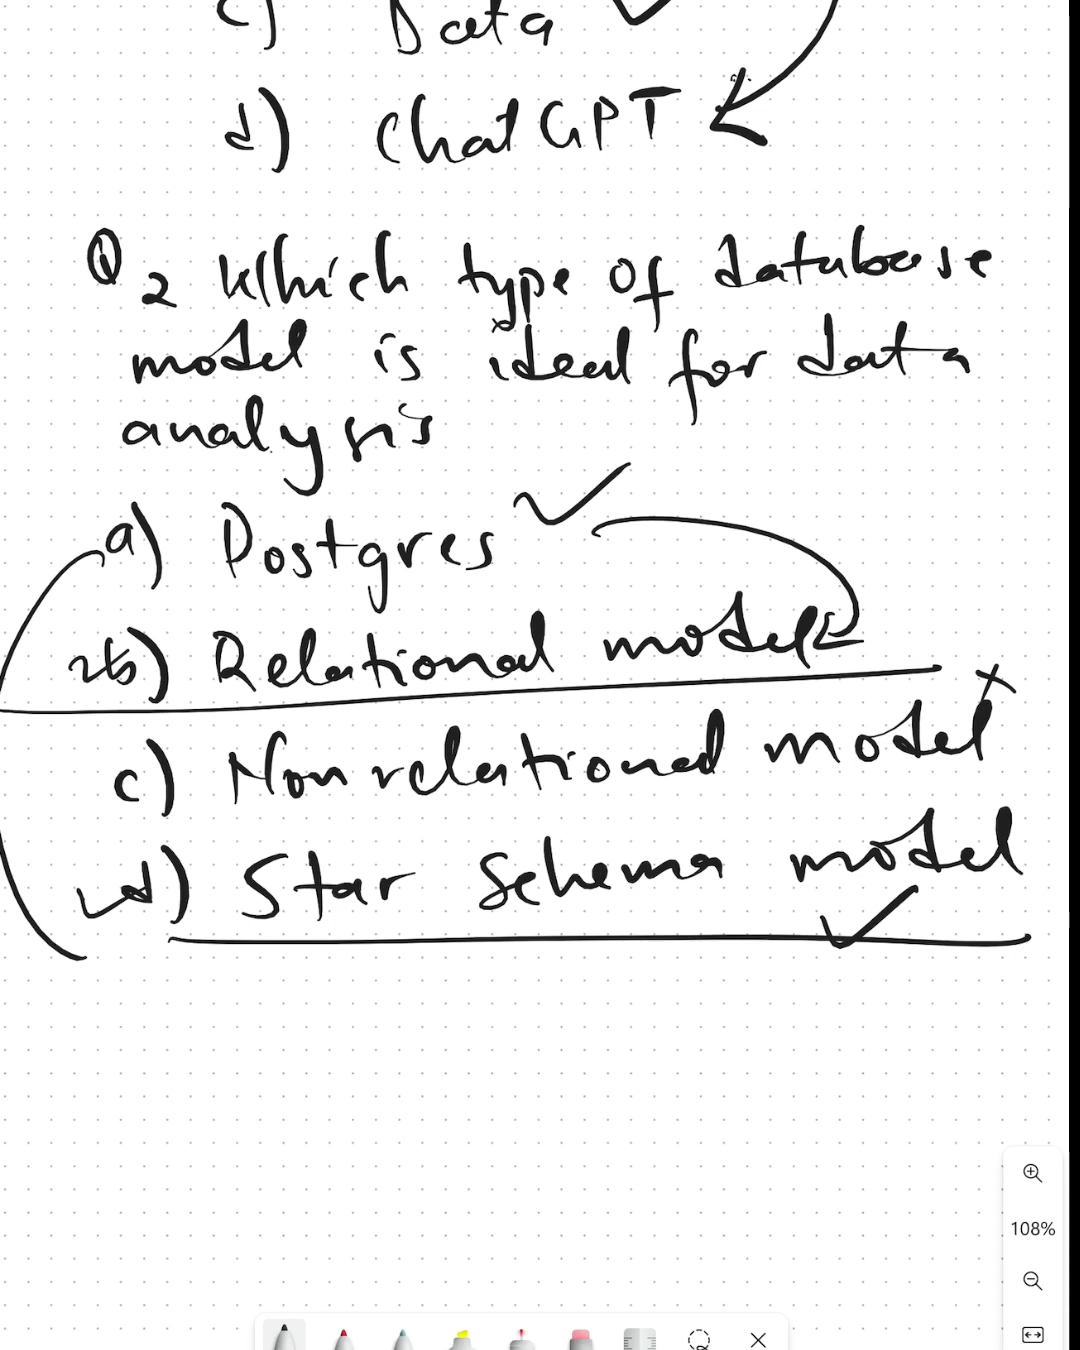 c) Data
d) ChatGPT
Q2 Which type of database
model is ideal for data
analysis
a) Postgres
b) Relational model
c) Non relational model
d) Star Schema model
108%